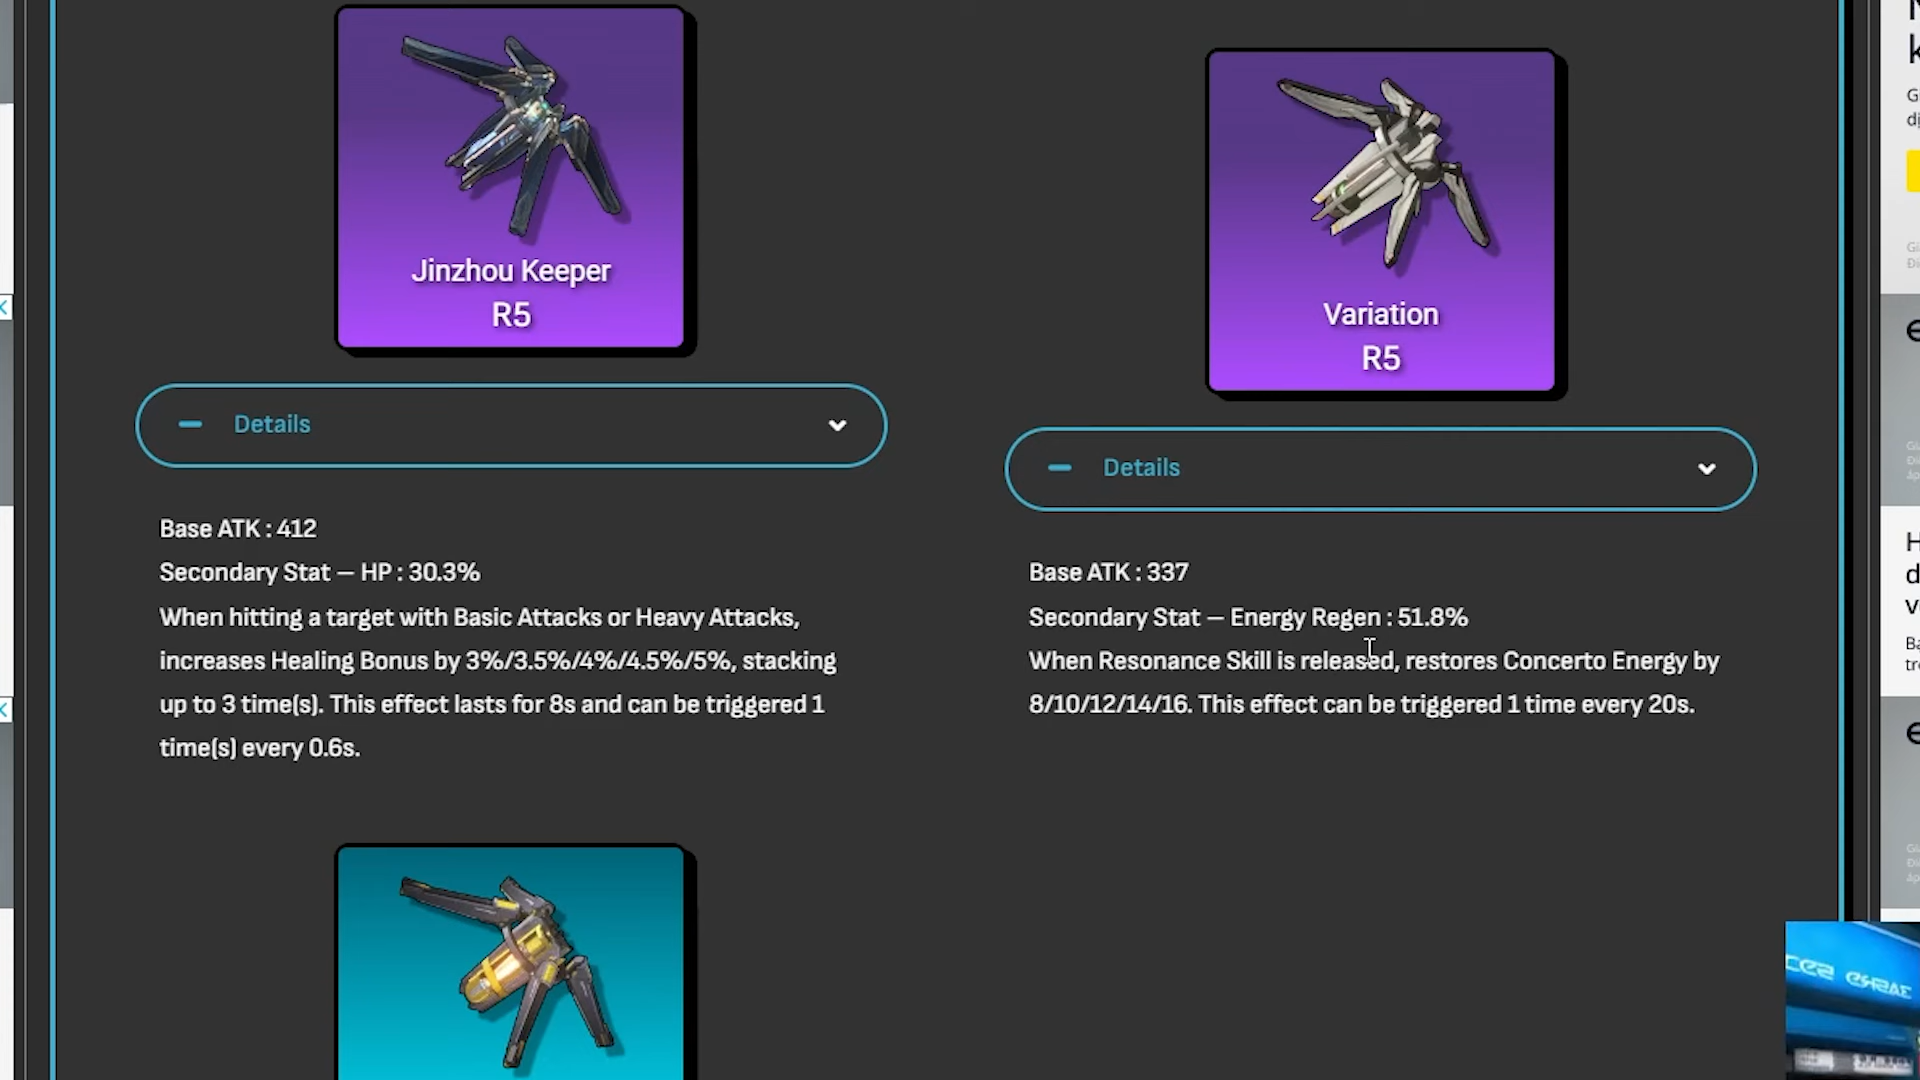 Jinzhou Keeper
R5
Details
Base ATK : 412
Secondary Stat – HP : 30.3%
When hitting a target with Basic Attacks or Heavy Attacks,
increases Healing Bonus by 3%/3.5%/4%/4.5%/5%, stacking
up to 3 time(s). This effect lasts for 8s and can be triggered 1
time(s) every 0.6s.
Variation
R5
Details
Base ATK : 337
Secondary Stat – Energy Regen : 51.8%
When Resonance Skill is released, restores Concerto Energy by
8/10/12/14/16. This effect can be triggered 1 time every 20s.